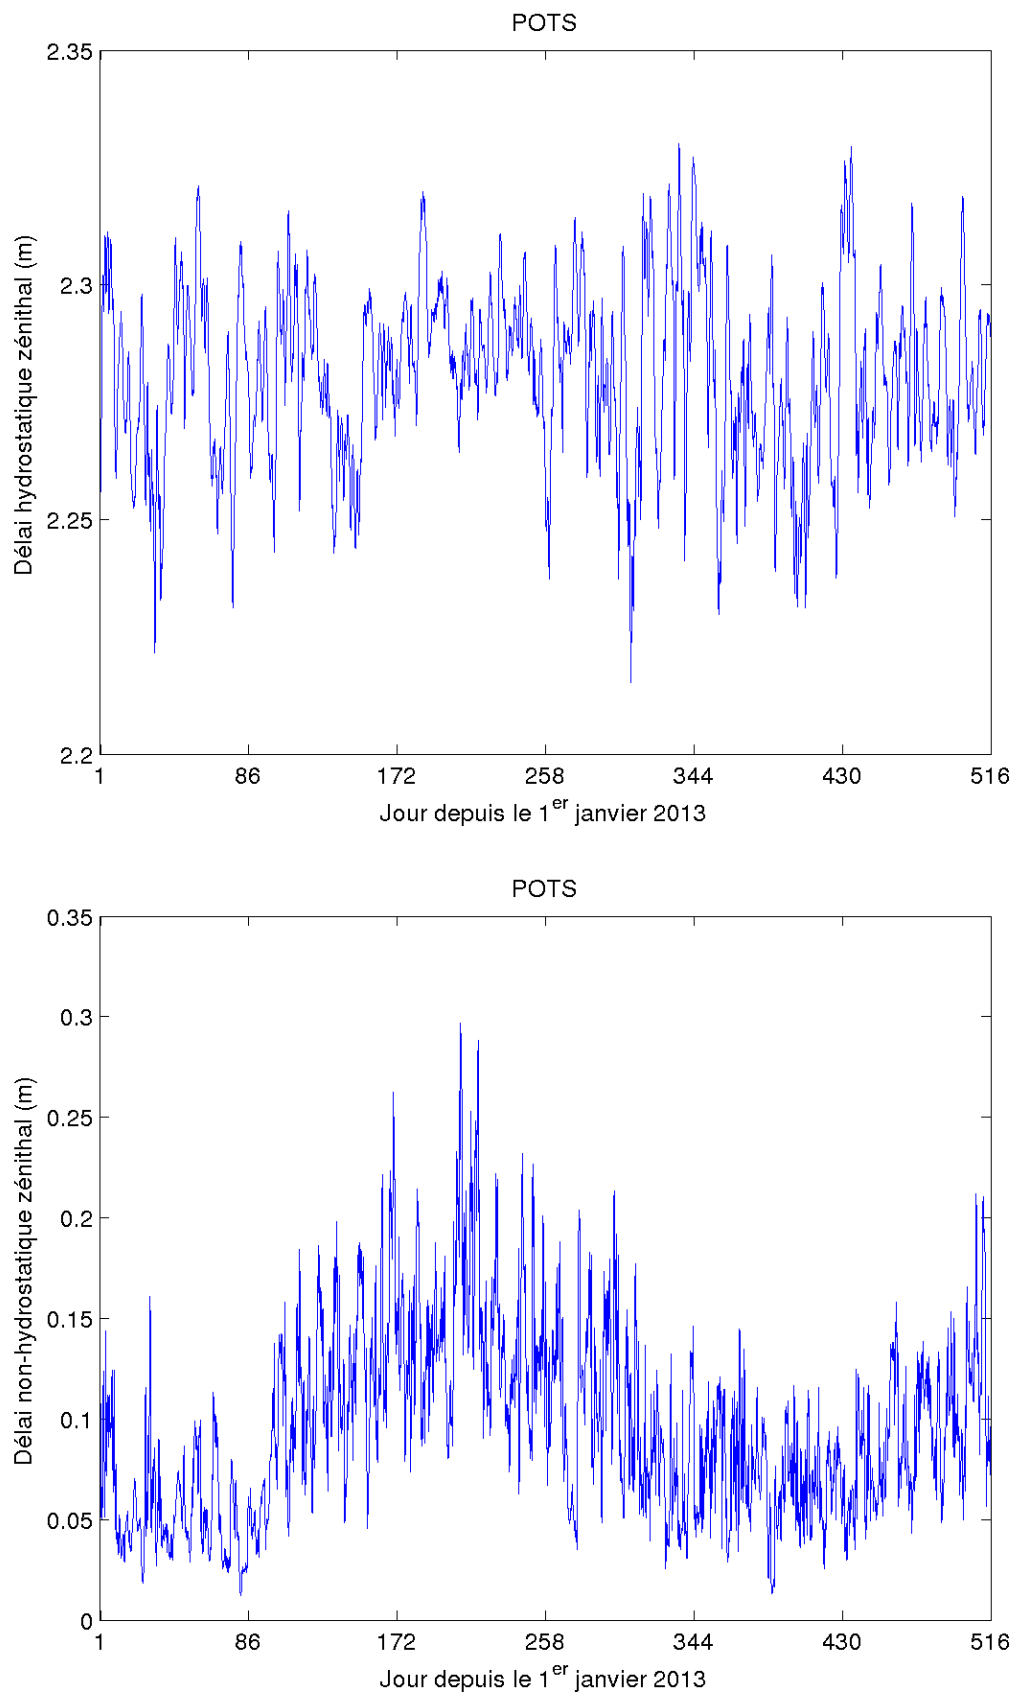 POTS
2.35
2.3
2.25
2.2
Délai hydrostatique zénithal (m)
1 86 172 258 344 430 516
Jour depuis le 1er janvier 2013
POTS
0.35
0.3
0.25
0.2
0.15
0.1
0.05
0
Délai non-hydrostatique zénithal (m)
1 86 172 258 344 430 516
Jour depuis le 1er janvier 2013